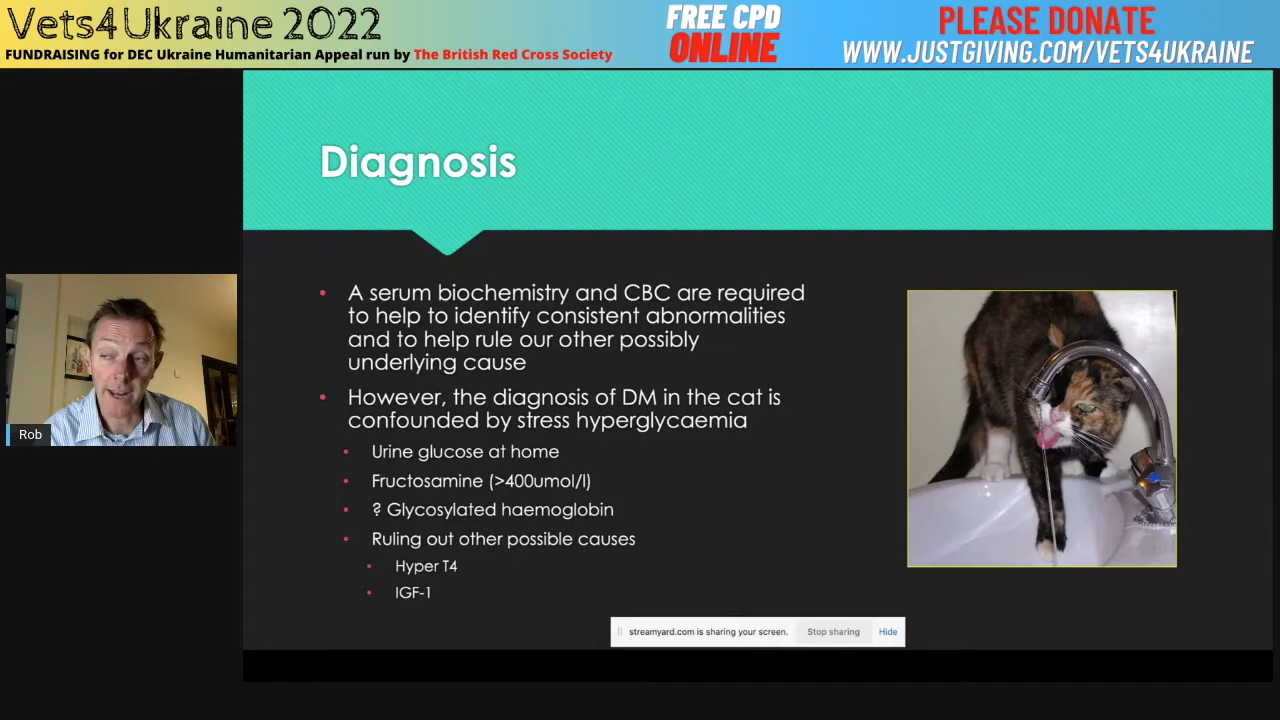 Vets4Ukraine 2022
FUNDRAISING for DEC Ukraine Humanitarian Appeal run by The British Red Cross Society
FREE CPD
ONLINE
PLEASE DONATE
WWW.JUSTGIVING.COM/VETS4UKRAINE
Diagnosis
• A serum biochemistry and CBC are required
to help to identify consistent abnormalities
and to help rule our other possibly
underlying cause
• However, the diagnosis of DM in the cat is
confounded by stress hyperglycaemia
• Urine glucose at home
• Fructosamine (>400umol/l)
• ? Glycosylated haemoglobin
• Ruling out other possible causes
• Hyper T4
• IGF-1
Rob
streamyard.com is sharing your screen. Stop sharing Hide